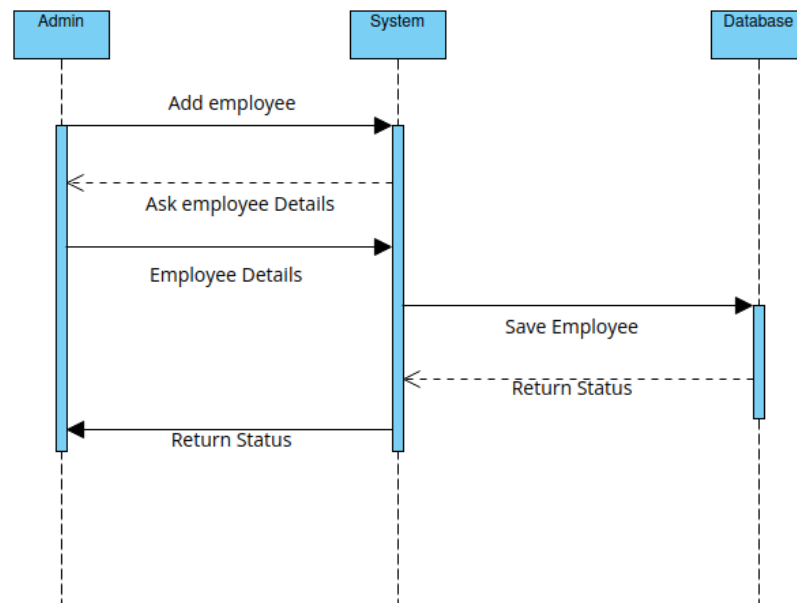 Admin
System
Database
Add employee
Ask employee Details
Employee Details
Save Employee
Return Status
Return Status